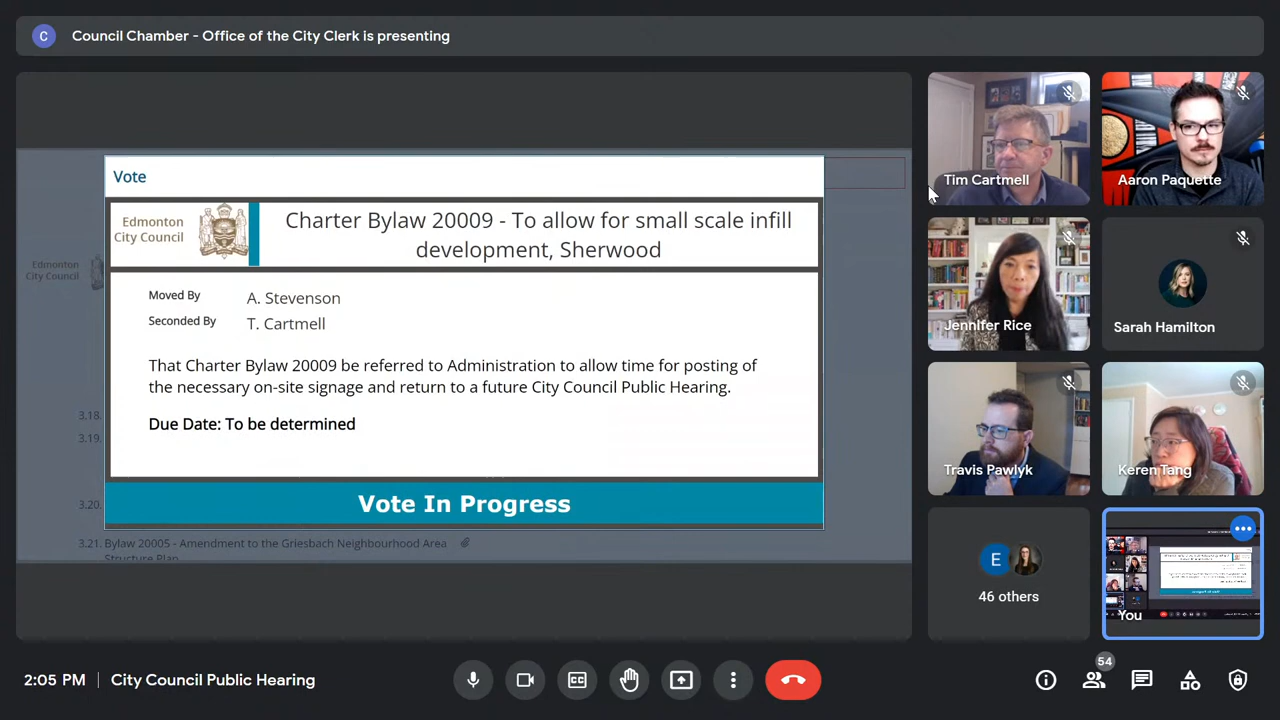 C
Council Chamber - Office of the City Clerk is presenting
Vote
Edmonton
City Council
Charter Bylaw 20009 - To allow for small scale infill
development, Sherwood
Moved By A. Stevenson
Seconded By T. Cartmell
That Charter Bylaw 20009 be referred to Administration to allow time for posting of
the necessary on-site signage and return to a future City Council Public Hearing.
Due Date: To be determined
Vote In Progress
Edmonton
City Council
3.18.
3.19.
3.20.
3.21. Bylaw 20005 - Amendment to the Griesbach Neighbourhood Area
Structure Plan
Tim Cartmell
Aaron Paquette
Jennifer Rice
Sarah Hamilton
Travis Pawlyk
Keren Tang
E
46 others
You
2:05 PM | City Council Public Hearing
CC
54